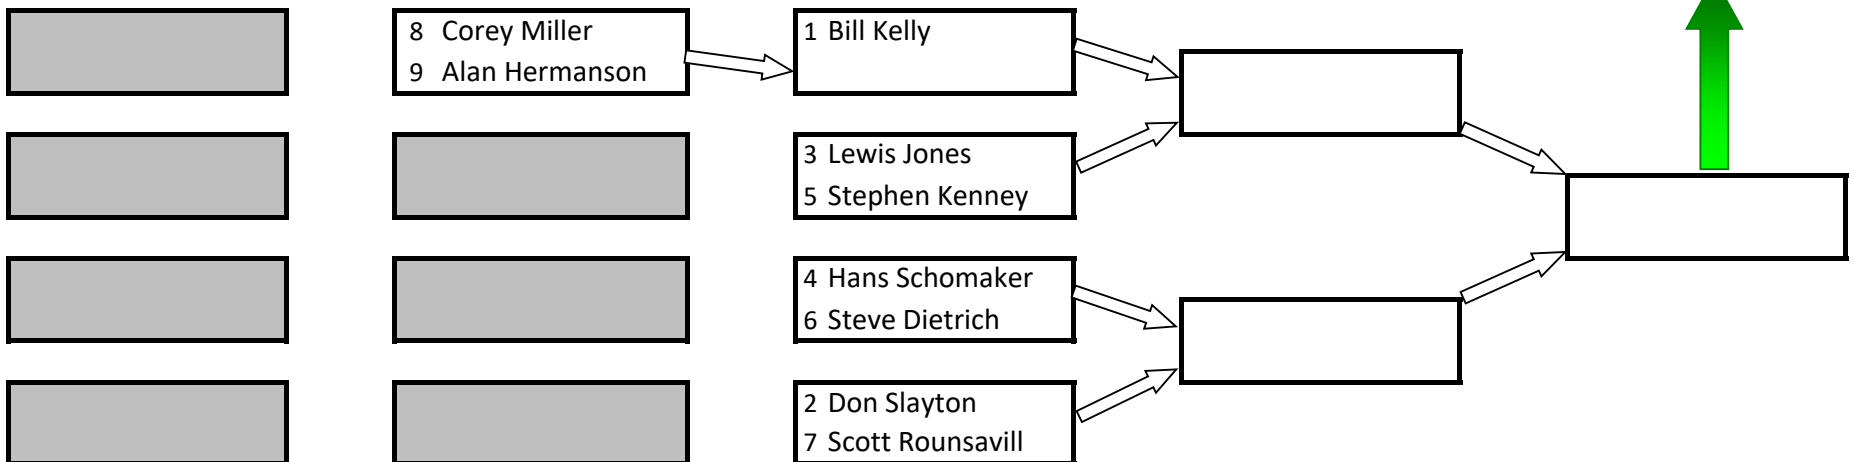 8 Corey Miller
9 Alan Hermanson
1 Bill Kelly
3 Lewis Jones
5 Stephen Kenney
4 Hans Schomaker
6 Steve Dietrich
2 Don Slayton
7 Scott Rounsavill